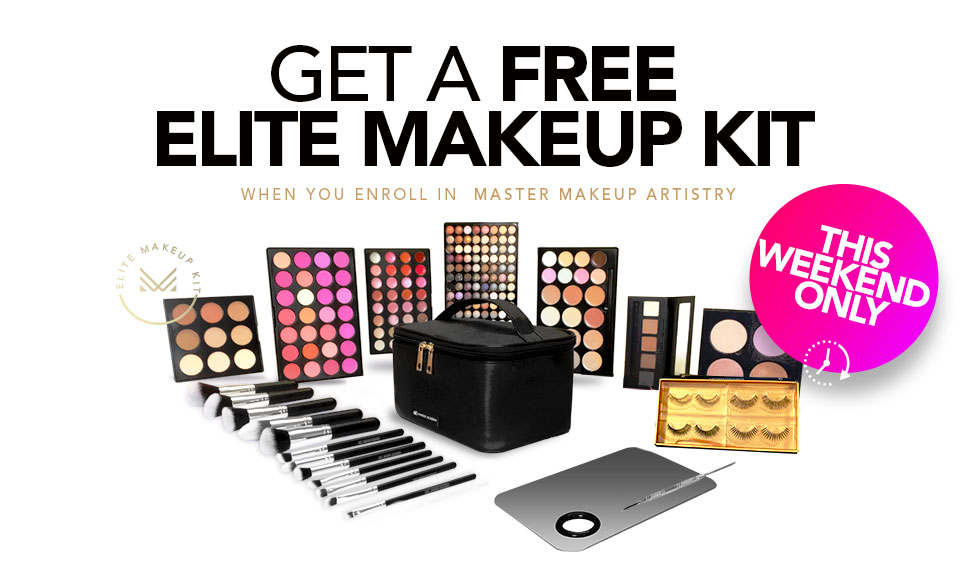 GET A FREE
ELITE MAKEUP KIT
WHEN YOU ENROLL IN MASTER MAKEUP ARTISTRY
ELITE MAKEUP KIT
THIS
WEEKEND
ONLY